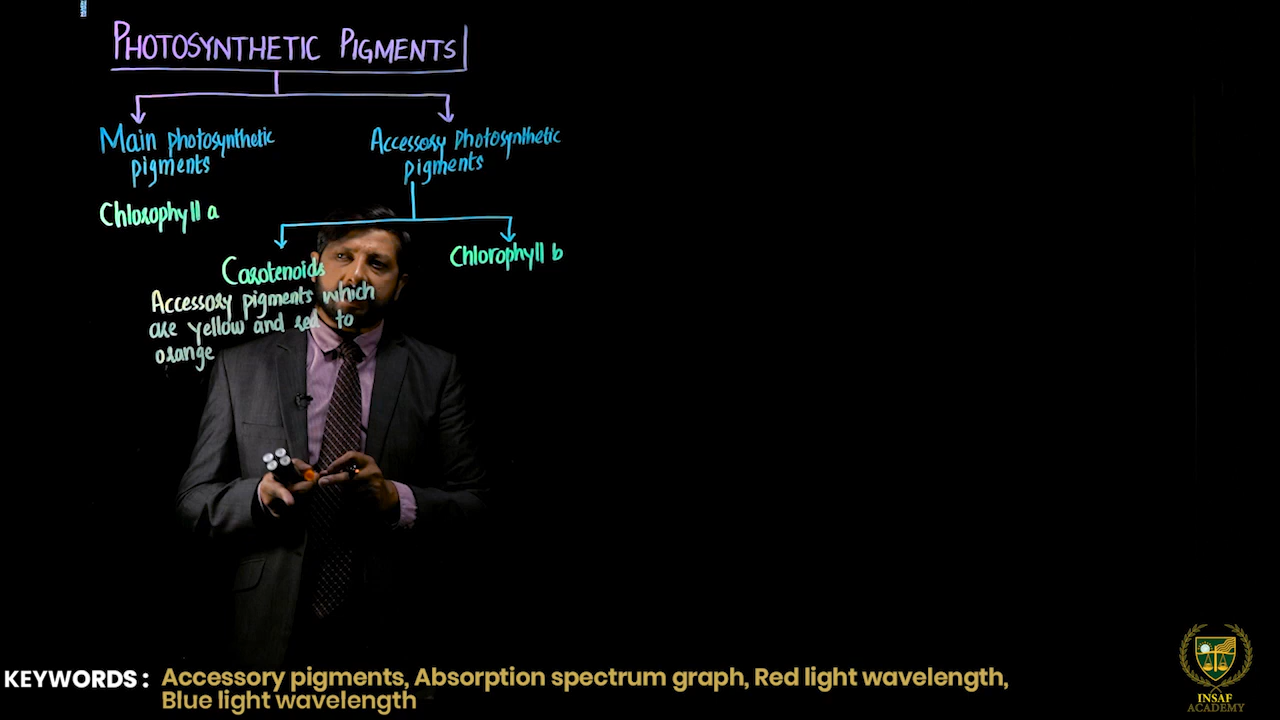 PHOTOSYNTHETIC PIGMENTS
Main photosynthetic
pigments
Accessory photosynthetic
pigments
Chlorophyll a
Carotenoids
Chlorophyll b
Accessory pigments which
are yellow and red to
orange
KEYWORDS : Accessory pigments, Absorption spectrum graph, Red light wavelength,
Blue light wavelength
INSAF
ACADEMY